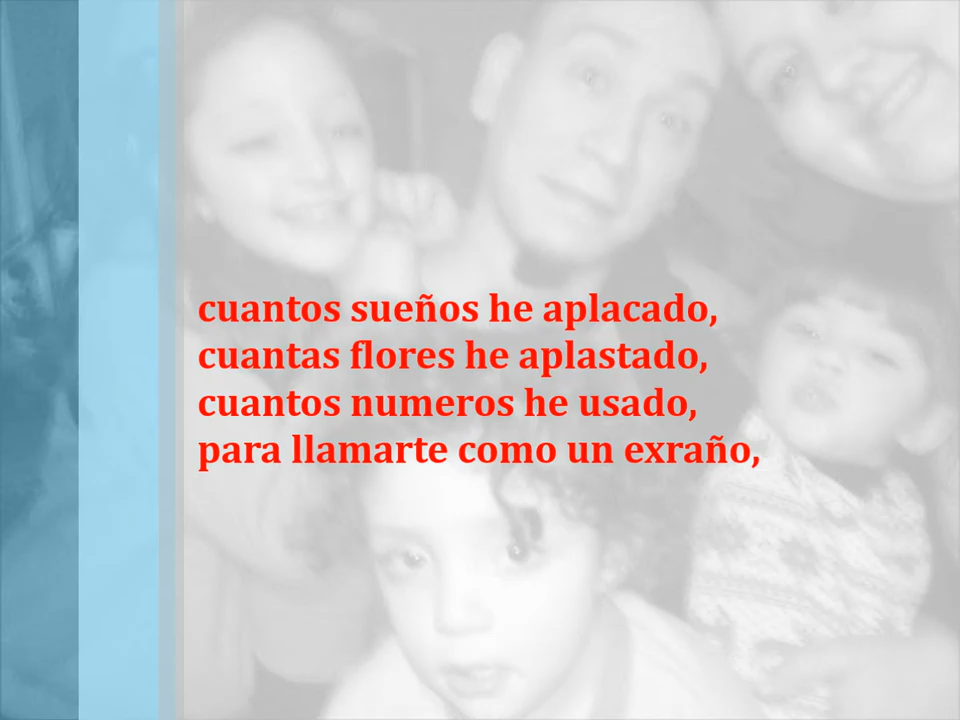 cuantos sueños he aplacado,
cuantas flores he aplastado,
cuantos numeros he usado,
para llamarte como un exraño,